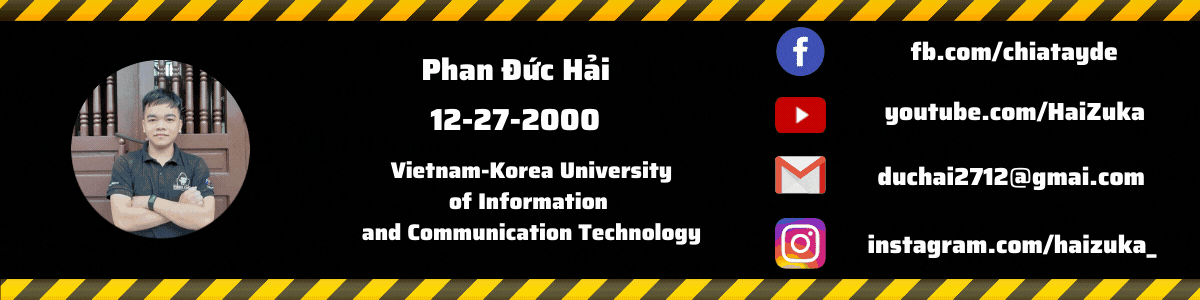 Phan Đức Hải
12-27-2000
Vietnam-Korea University
of Information
and Communication Technology
fb.com/chiatayde
youtube.com/HaiZuka
duchai2712@gmai.com
instagram.com/haizuka_